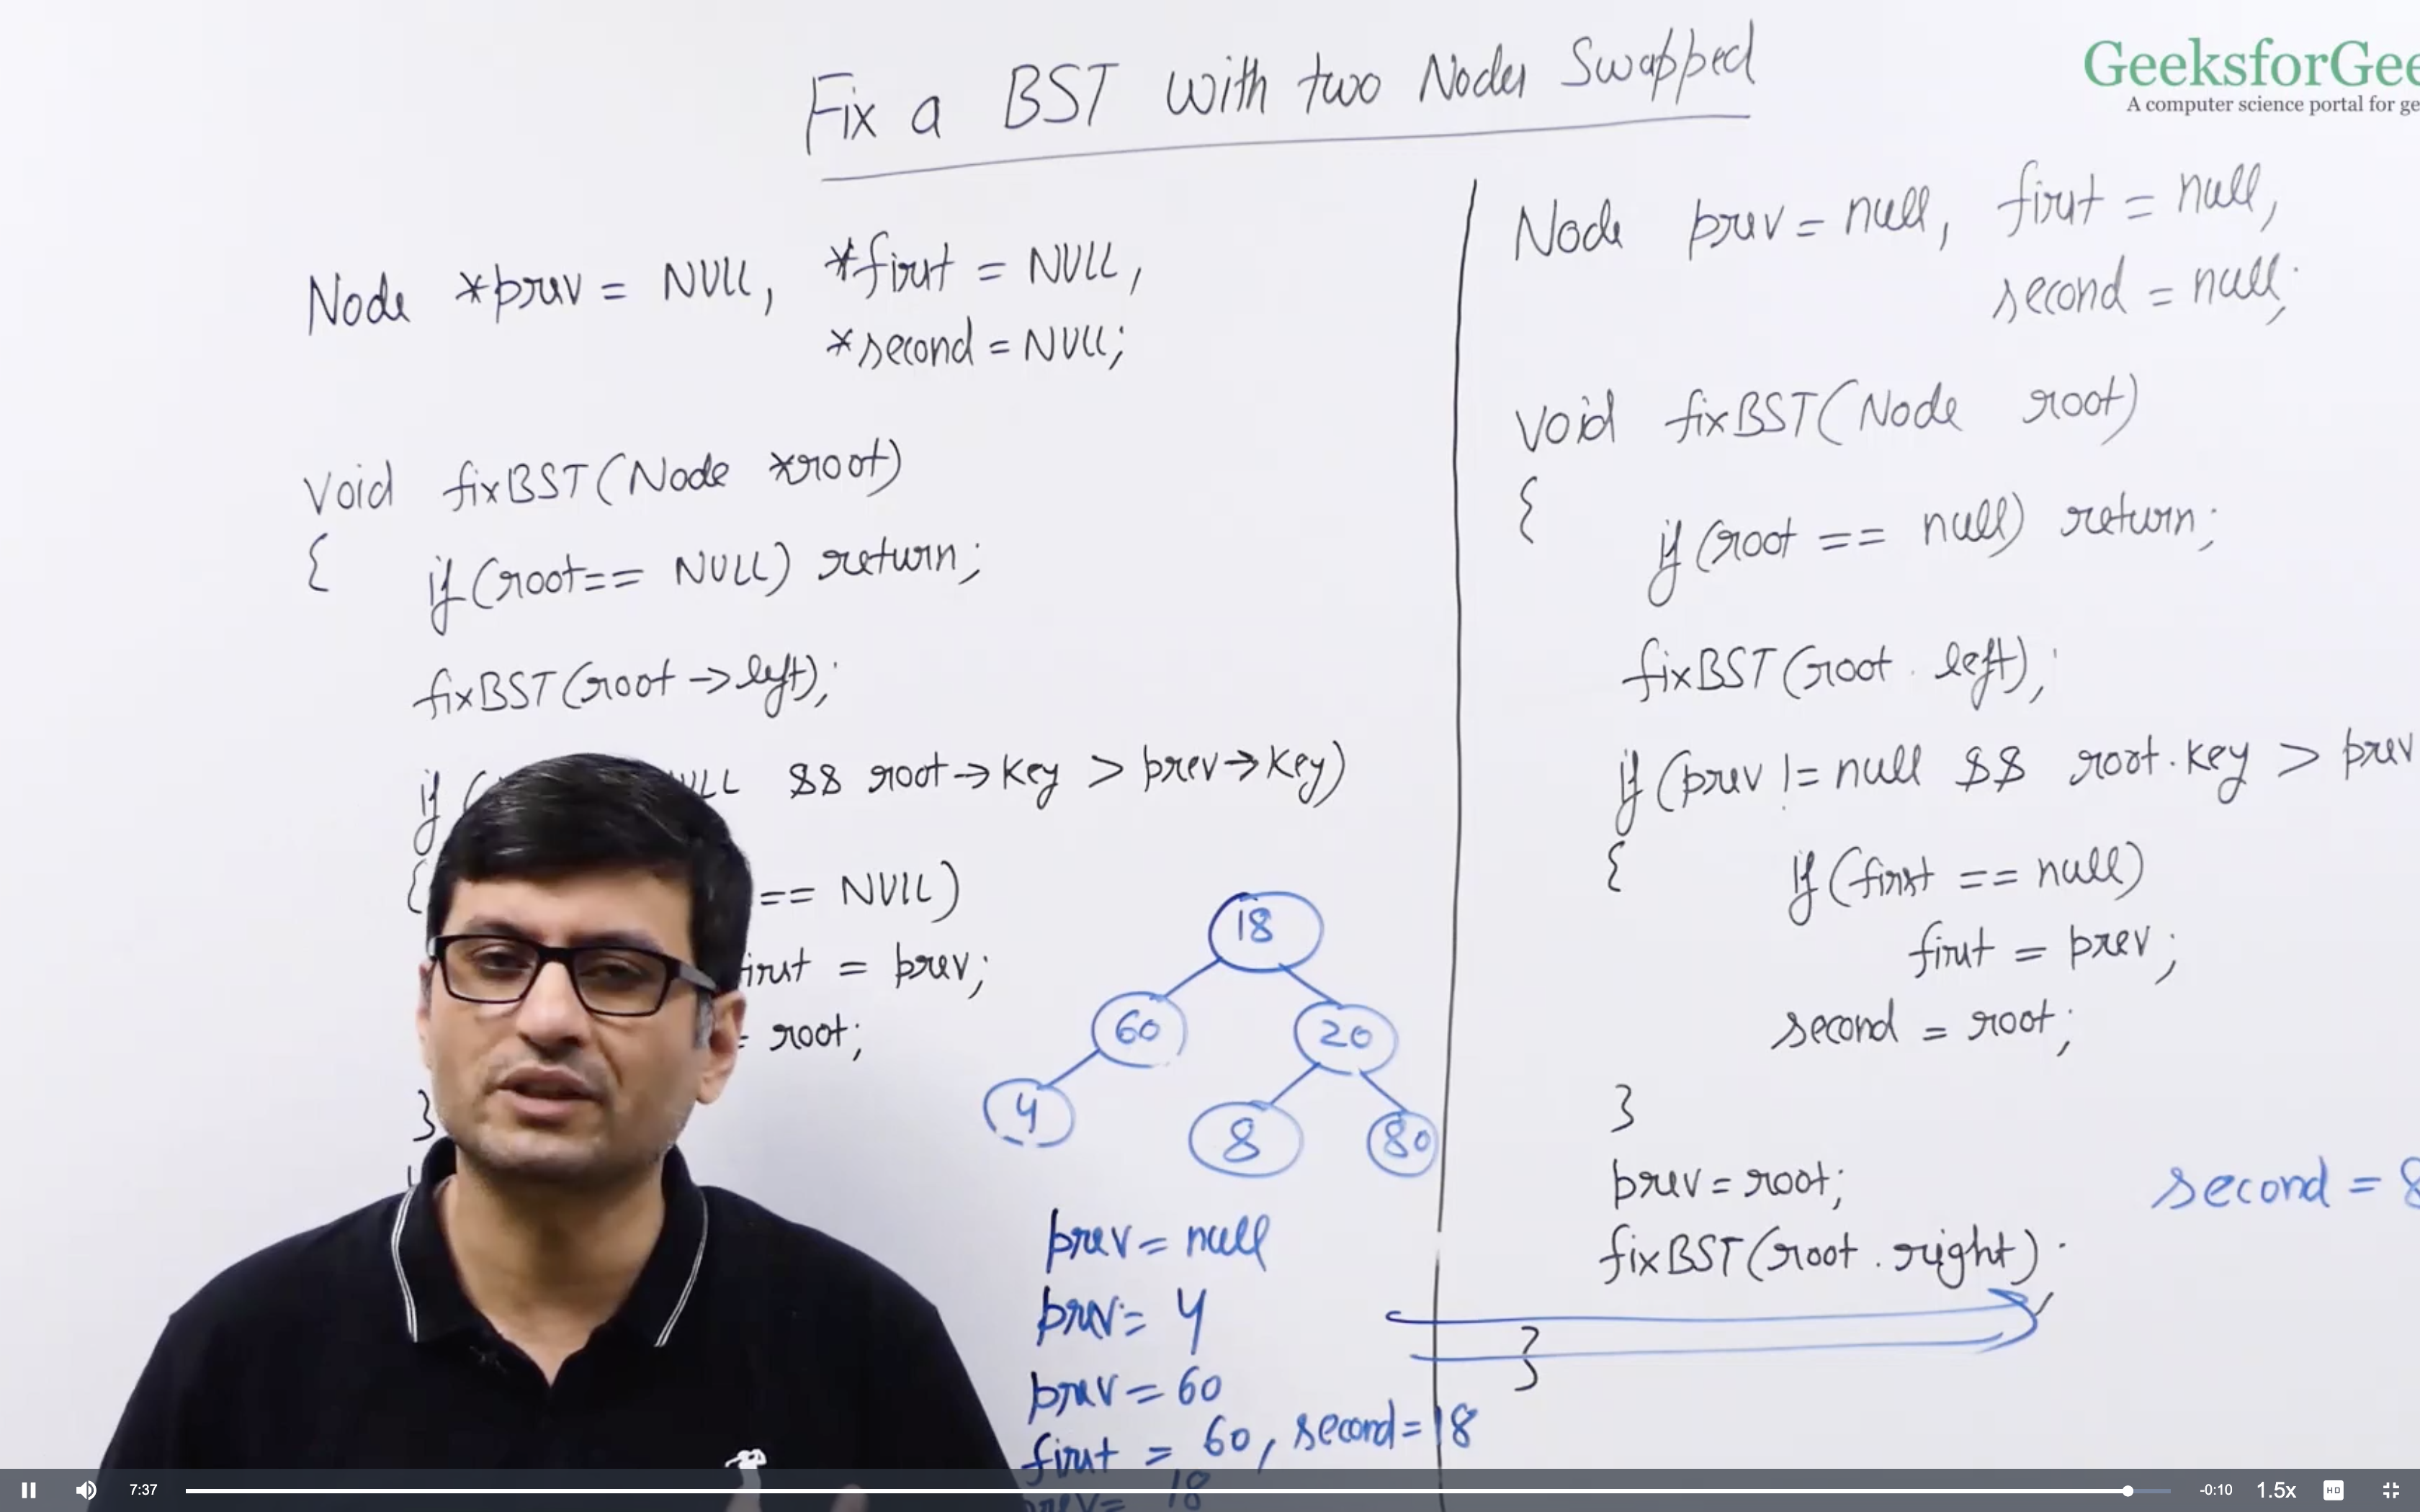 Fix a BST with two Nodes Swapped
GeeksforGee
A computer science portal for ge
Node *prev = NULL, *first = NULL,
*second = NULL;
void fixBST(Node *root)
{ if(root== NULL) return;
fixBST(root->left);
if ( ULL && root->key > prev->key)
{ == NULL)
irst = prev;
= root;
}
18
60 20
4 8 80
prev = null
prev = 4
prev = 60
first = 60, second = 18
prev = 18
Node prev = null, first = null,
second = null;
void fixBST(Node root)
{
if(root == null) return;
fixBST(root.left);
if(prev != null && root.key > prev
{ if(first == null)
first = prev;
second = root;
}
prev = root;
second = 8
fixBST(root.right)
}
7:37
-0:10 1.5x HD